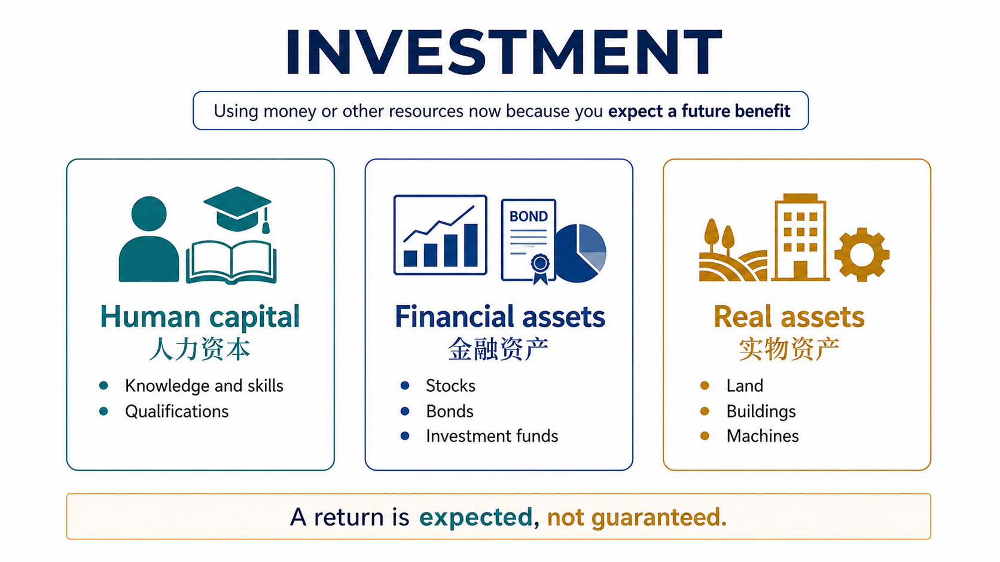 INVESTMENT
Using money or other resources now because you expect a future benefit
BOND
Human capital
人力资本
Knowledge and skills
Qualifications
Financial assets
金融资产
Stocks
Bonds
Investment funds
Real assets
实物资产
Land
Buildings
Machines
A return is expected, not guaranteed.